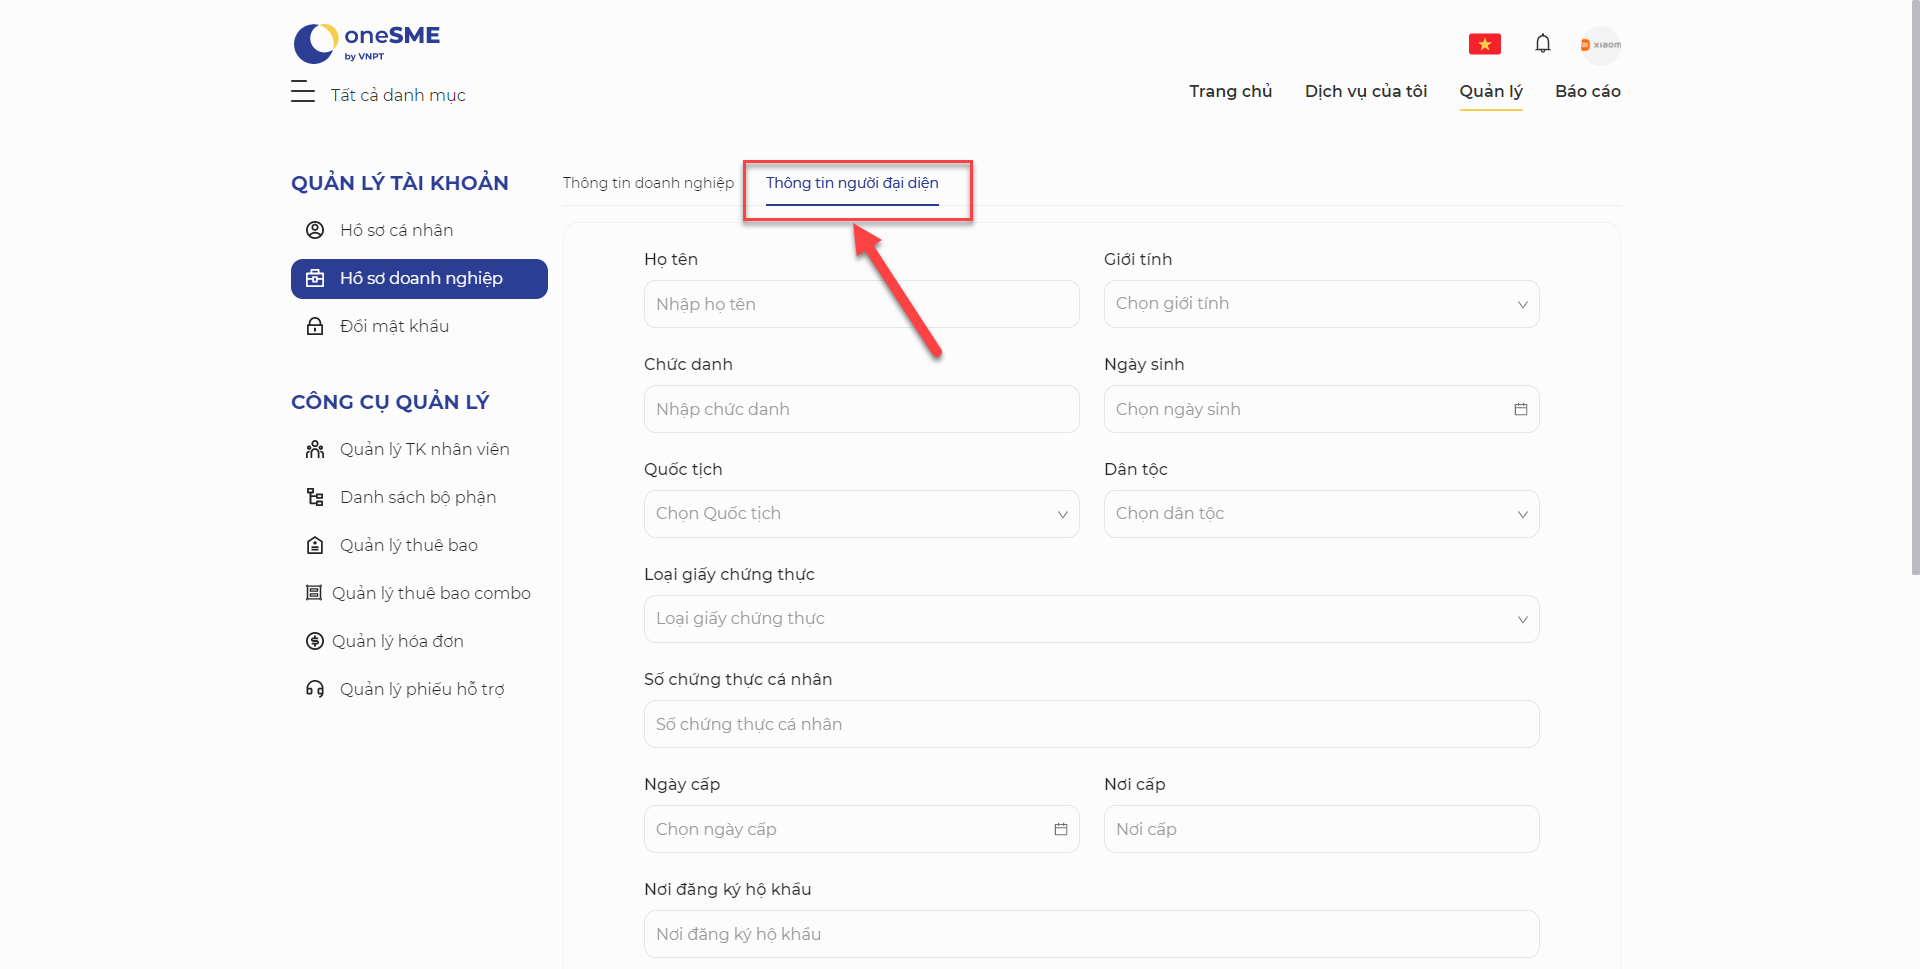 oneSME
by VNPT
xiaom
Tất cả danh mục
Trang chủ
Dịch vụ của tôi
Quản lý
Báo cáo
QUẢN LÝ TÀI KHOẢN
Hồ sơ cá nhân
Hồ sơ doanh nghiệp
Đổi mật khẩu
CÔNG CỤ QUẢN LÝ
Quản lý TK nhân viên
Danh sách bộ phận
Quản lý thuê bao
Quản lý thuê bao combo
Quản lý hóa đơn
Quản lý phiếu hỗ trợ
Thông tin doanh nghiệp
Thông tin người đại diện
Họ tên
Nhập họ tên
Giới tính
Chọn giới tính
Chức danh
Nhập chức danh
Ngày sinh
Chọn ngày sinh
Quốc tịch
Chọn Quốc tịch
Dân tộc
Chọn dân tộc
Loại giấy chứng thực
Loại giấy chứng thực
Số chứng thực cá nhân
Số chứng thực cá nhân
Ngày cấp
Chọn ngày cấp
Nơi cấp
Nơi cấp
Nơi đăng ký hộ khẩu
Nơi đăng ký hộ khẩu